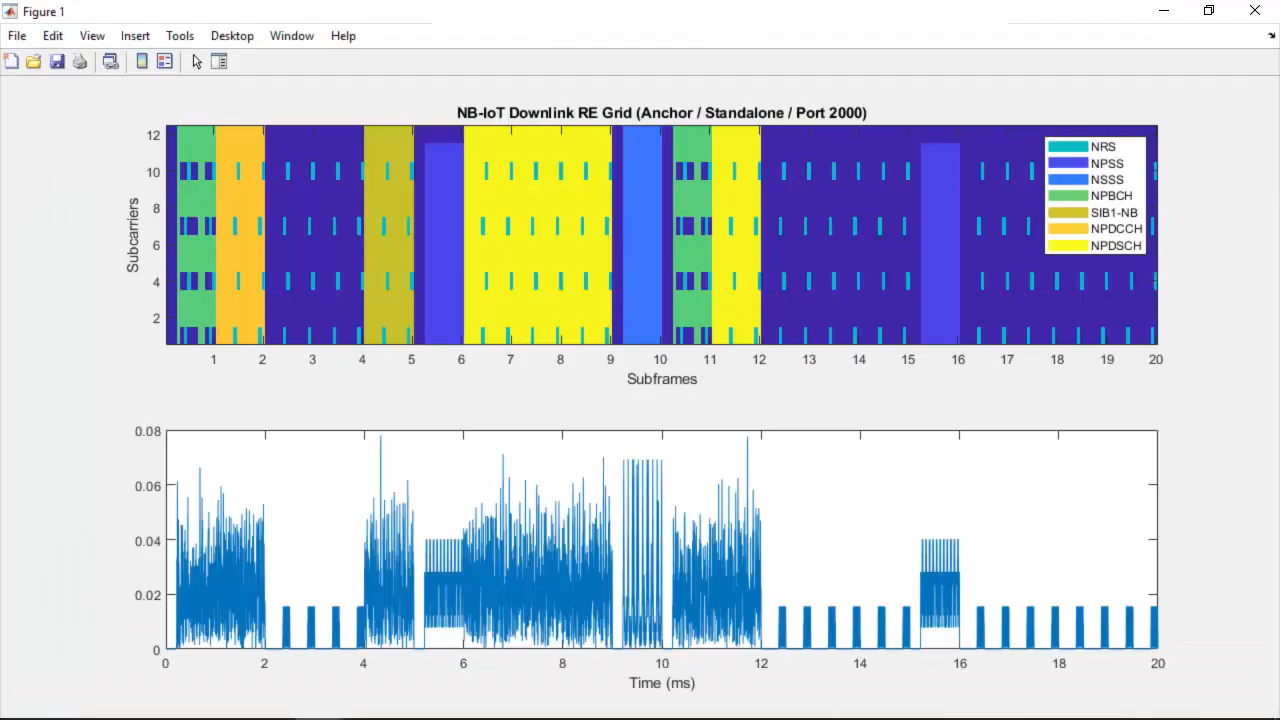 Figure 1
File Edit View Insert Tools Desktop Window Help
NB-IoT Downlink RE Grid (Anchor / Standalone / Port 2000)
Subcarriers
12
10
8
6
4
2
NRS
NPSS
NSSS
NPBCH
SIB1-NB
NPDCCH
NPDSCH
1 2 3 4 5 6 7 8 9 10 11 12 13 14 15 16 17 18 19 20
Subframes
0.08
0.06
0.04
0.02
0
0 2 4 6 8 10 12 14 16 18 20
Time (ms)